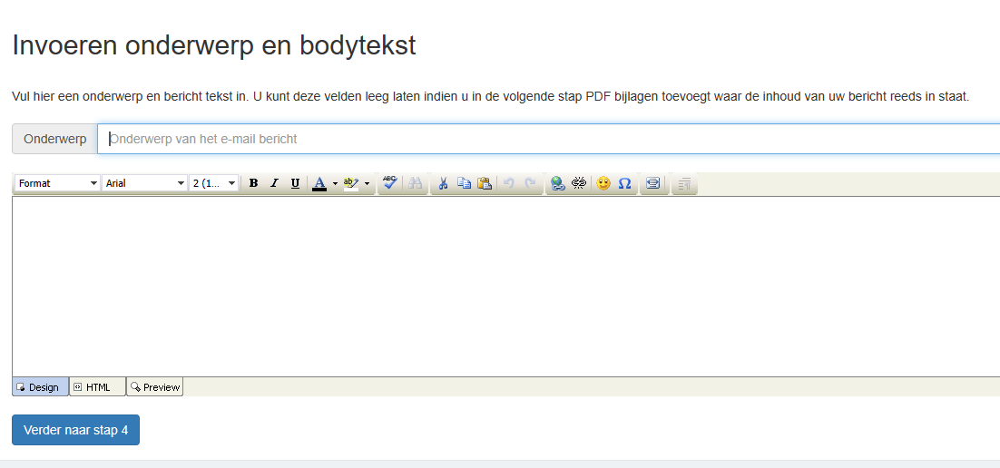 Invoeren onderwerp en bodytekst
Vul hier een onderwerp en bericht tekst in. U kunt deze velden leeg laten indien u in de volgende stap PDF bijlagen toevoegt waar de inhoud van uw bericht reeds in staat.
Onderwerp Onderwerp van het e-mail bericht
Format Arial 2 (1... B I U A ab ABC Ω
Design HTML Preview
Verder naar stap 4